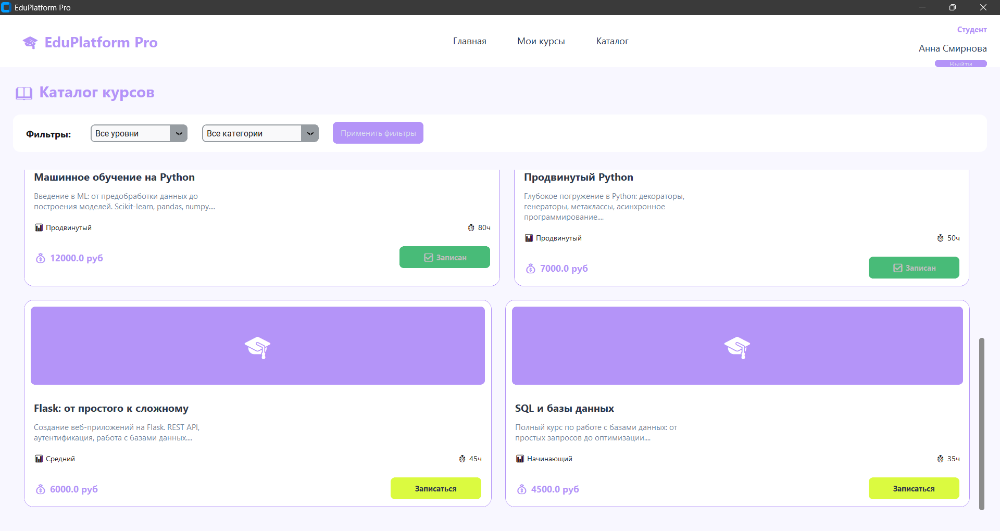 EduPlatform Pro
EduPlatform Pro
Главная
Мои курсы
Каталог
Студент
Анна Смирнова
Выйти
Каталог курсов
Фильтры:
Все уровни
Все категории
Применить фильтры
Машинное обучение на Python
Введение в ML: от предобработки данных до
построения моделей. Scikit-learn, pandas, numpy....
Продвинутый
80ч
12000.0 руб
Записан
Продвинутый Python
Глубокое погружение в Python: декораторы,
генераторы, метаклассы, асинхронное
программирование....
Продвинутый
50ч
7000.0 руб
Записан
Flask: от простого к сложному
Создание веб-приложений на Flask. REST API,
аутентификация, работа с базами данных....
Средний
45ч
6000.0 руб
Записаться
SQL и базы данных
Полный курс по работе с базами данных: от
простых запросов до оптимизации....
Начинающий
35ч
4500.0 руб
Записаться